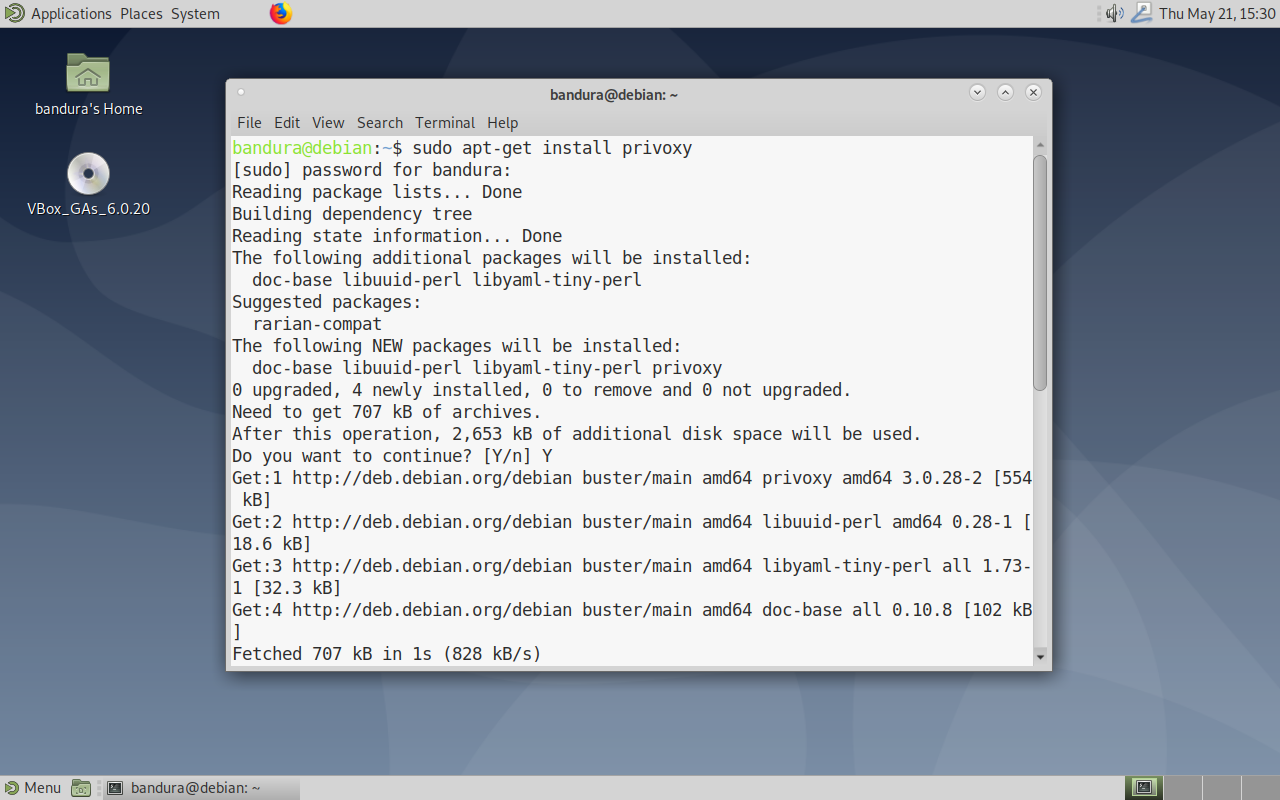 Applications Places System
Thu May 21, 15:30
bandura's Home
VBox_GAs_6.0.20
bandura@debian: ~
File Edit View Search Terminal Help
bandura@debian:~$ sudo apt-get install privoxy
[sudo] password for bandura:
Reading package lists... Done
Building dependency tree
Reading state information... Done
The following additional packages will be installed:
  doc-base libuuid-perl libyaml-tiny-perl
Suggested packages:
  rarian-compat
The following NEW packages will be installed:
  doc-base libuuid-perl libyaml-tiny-perl privoxy
0 upgraded, 4 newly installed, 0 to remove and 0 not upgraded.
Need to get 707 kB of archives.
After this operation, 2,653 kB of additional disk space will be used.
Do you want to continue? [Y/n] Y
Get:1 http://deb.debian.org/debian buster/main amd64 privoxy amd64 3.0.28-2 [554
 kB]
Get:2 http://deb.debian.org/debian buster/main amd64 libuuid-perl amd64 0.28-1 [
18.6 kB]
Get:3 http://deb.debian.org/debian buster/main amd64 libyaml-tiny-perl all 1.73-
1 [32.3 kB]
Get:4 http://deb.debian.org/debian buster/main amd64 doc-base all 0.10.8 [102 kB
]
Fetched 707 kB in 1s (828 kB/s)
Menu
bandura@debian: ~